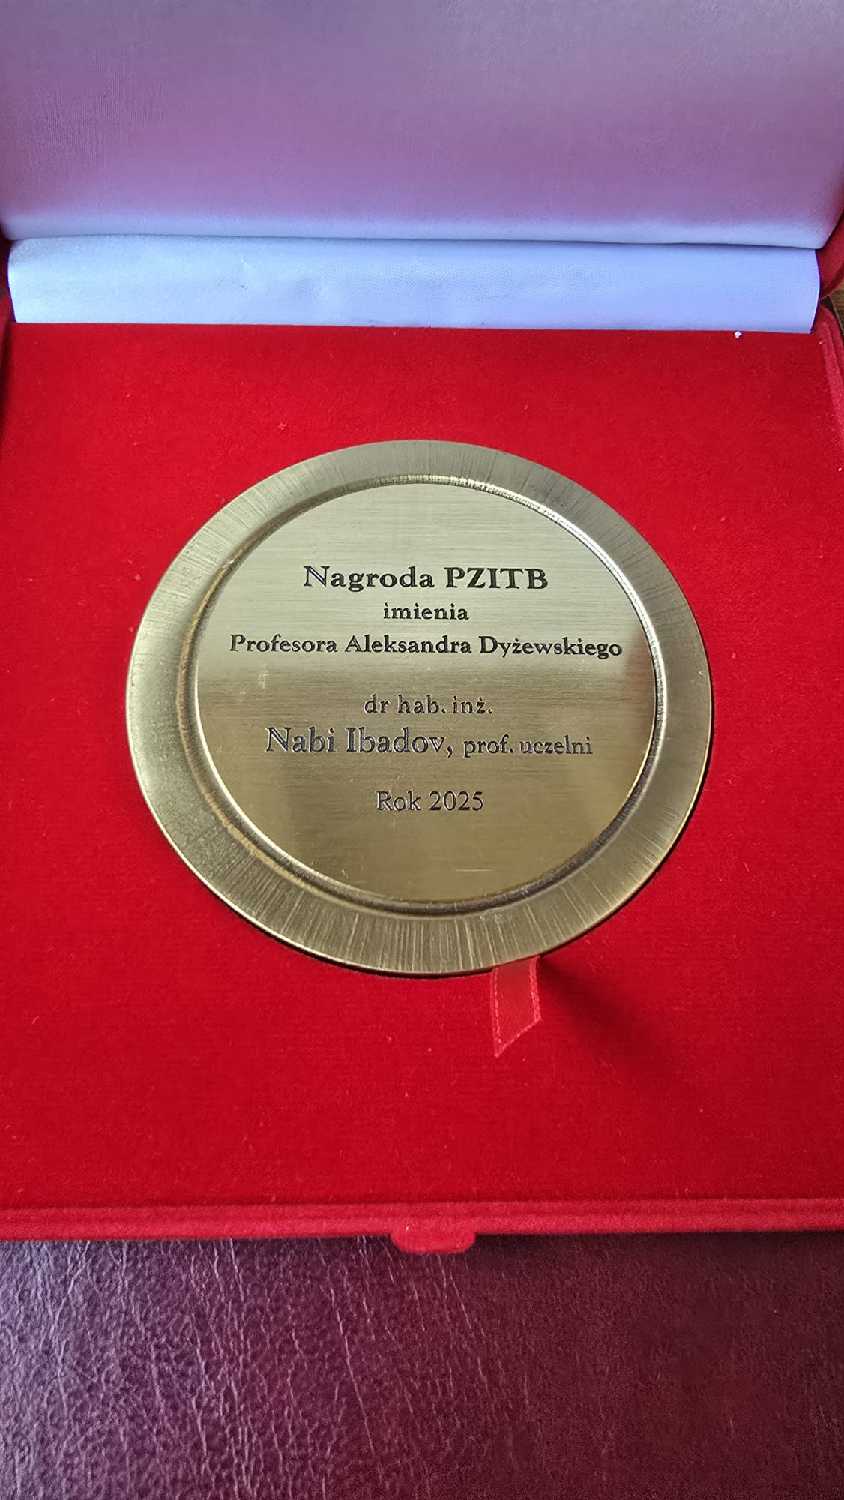 Nagroda PZITB
imienia
Profesora Aleksandra Dyżewskiego
dr hab. inż.
Nabi Ibadov, prof. uczelni
Rok 2025